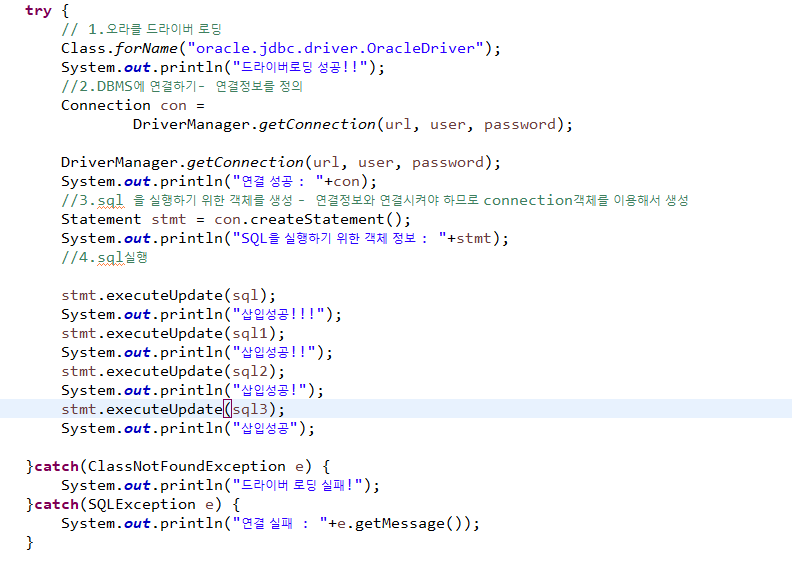 try {
// 1.오라클 드라이버 로딩
Class.forName("oracle.jdbc.driver.OracleDriver");
System.out.println("드라이버로딩 성공!!");
//2.DBMS에 연결하기- 연결정보를 정의
Connection con =
DriverManager.getConnection(url, user, password);
DriverManager.getConnection(url, user, password);
System.out.println("연결 성공 : "+con);
//3.sql 을 실행하기 위한 객체를 생성 - 연결정보와 연결시켜야 하므로 connection객체를 이용해서 생성
Statement stmt = con.createStatement();
System.out.println("SQL을 실행하기 위한 객체 정보 : "+stmt);
//4.sql실행
stmt.executeUpdate(sql);
System.out.println("삽입성공!!!");
stmt.executeUpdate(sql1);
System.out.println("삽입성공!!");
stmt.executeUpdate(sql2);
System.out.println("삽입성공!");
stmt.executeUpdate(sql3);
System.out.println("삽입성공");
}catch(ClassNotFoundException e) {
System.out.println("드라이버 로딩 실패!");
}catch(SQLException e) {
System.out.println("연결 실패 : "+e.getMessage());
}